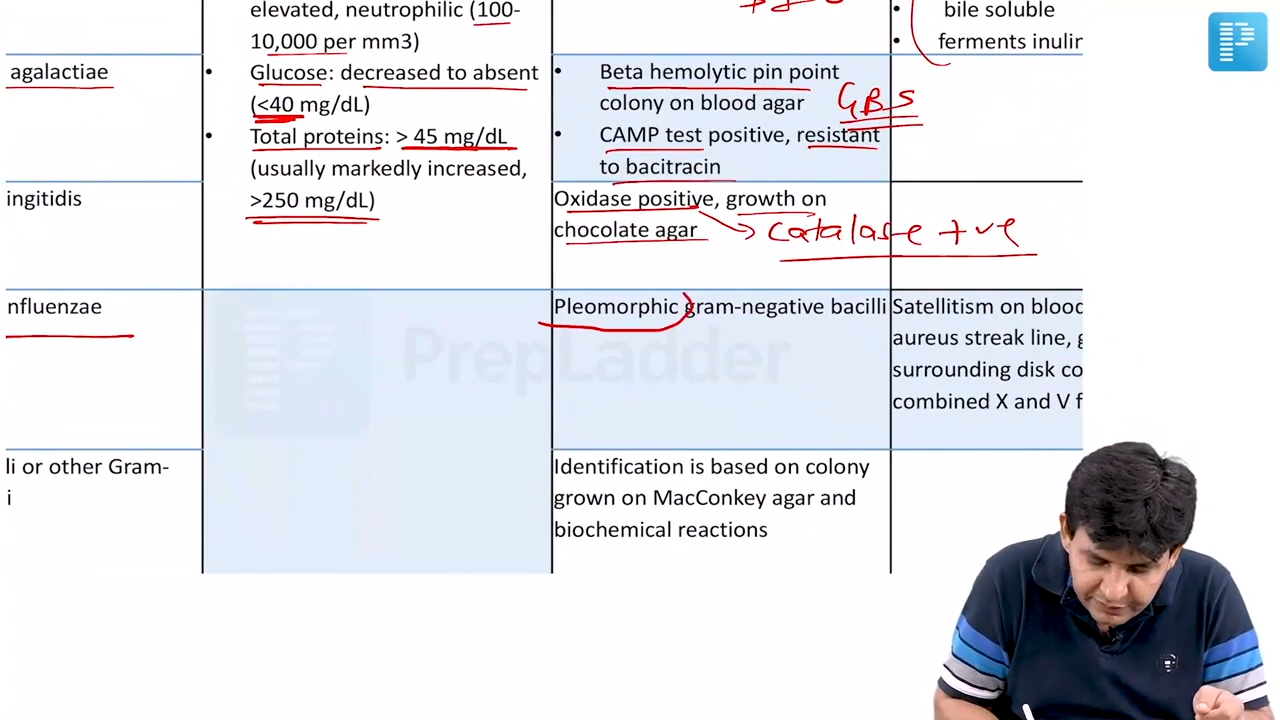 elevated, neutrophilic (100-
10,000 per mm3)
bile soluble
ferments inulin
agalactiae
• Glucose: decreased to absent
(<40 mg/dL)
• Total proteins: > 45 mg/dL
(usually markedly increased,
>250 mg/dL)
• Beta hemolytic pin point
colony on blood agar
• CAMP test positive, resistant
to bacitracin
GBS
ingitidis
Oxidase positive, growth on
chocolate agar
catalase +ve
nfluenzae
Pleomorphic gram-negative bacilli
Satellitism on blood
aureus streak line, g
surrounding disk co
combined X and V f
PrepLadder
li or other Gram-
i
Identification is based on colony
grown on MacConkey agar and
biochemical reactions